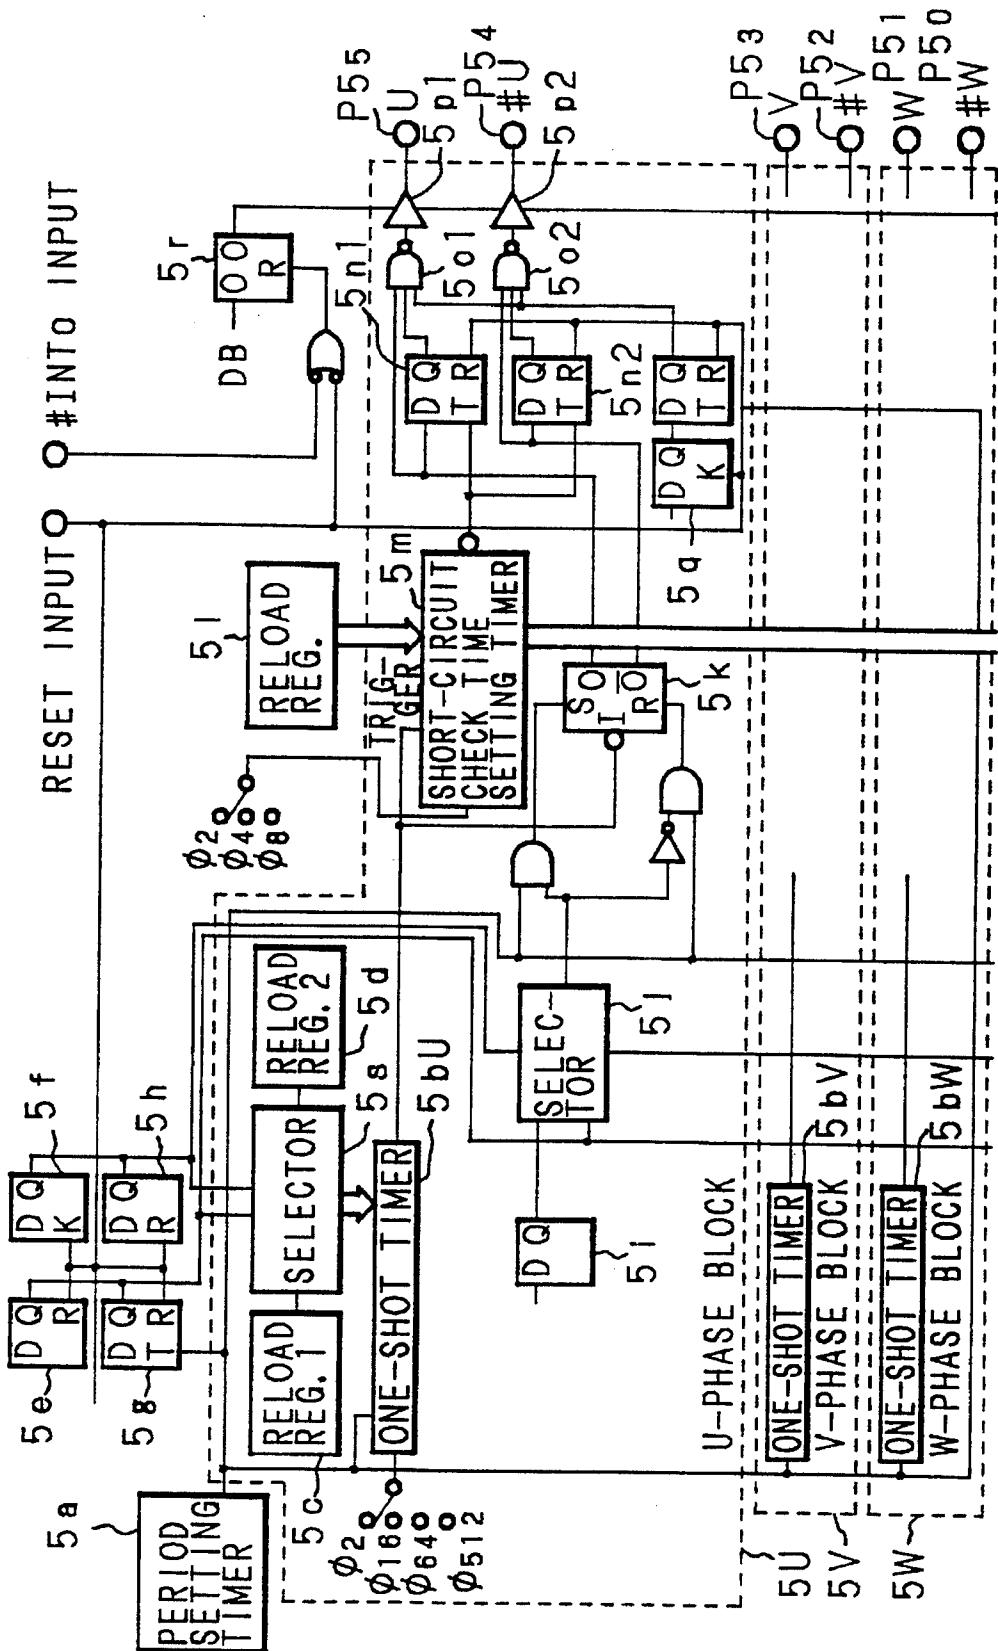 RESET INPUT
#INTO INPUT
5a
PERIOD
SETTING
TIMER
5e
D Q
R
5f
D Q
K
5g
D Q
T R
5h
D Q
R
5c
RELOAD
REG. 1
SELECTOR
5s
RELOAD
REG. 2
5d
ONE-SHOT TIMER
5bU
ϕ2
ϕ16
ϕ64
ϕ512
ϕ2
ϕ4
ϕ8
5l
RELOAD
REG.
TRIG-
GER
5m
SHORT-CIRCUIT
CHECK TIME
SETTING TIMER
DB
O O
R
5r
5n1
D Q
T R
D Q
T R
5n2
5o1
5o2
5p1
5p2
P55
U
P54
#U
D Q
K
5q
D Q
T R
S O
I O
R
5k
D Q
5i
SELEC-
TOR
5j
U-PHASE BLOCK
5U
ONE-SHOT TIMER
5bV
V-PHASE BLOCK
5V
P53
V
P52
#V
ONE-SHOT TIMER
5bW
W-PHASE BLOCK
5W
P51
W
P50
#W